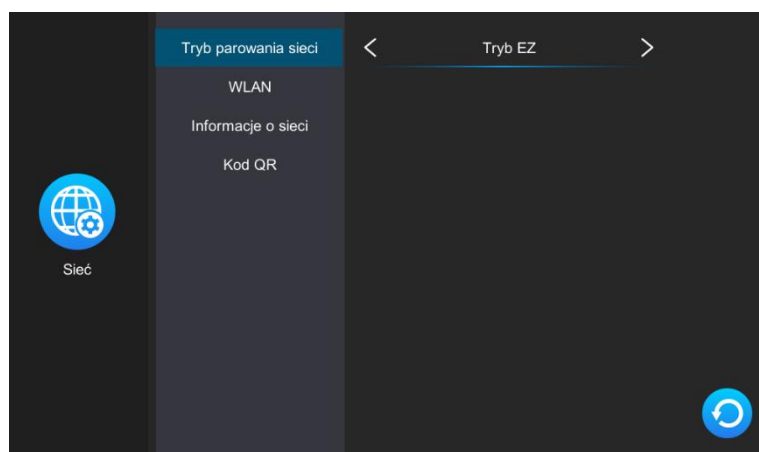 Tryb parowania sieci
Tryb EZ
WLAN
Informacje o sieci
Kod QR
Sieć